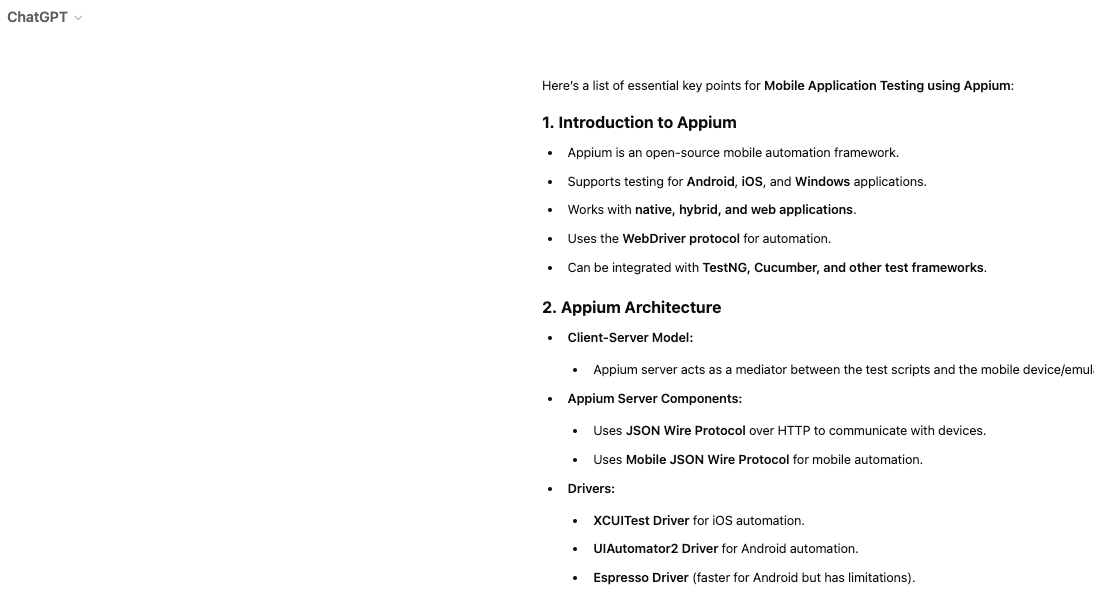 ChatGPT
Here's a list of essential key points for Mobile Application Testing using Appium:
1. Introduction to Appium
• Appium is an open-source mobile automation framework.
• Supports testing for Android, iOS, and Windows applications.
• Works with native, hybrid, and web applications.
• Uses the WebDriver protocol for automation.
• Can be integrated with TestNG, Cucumber, and other test frameworks.
2. Appium Architecture
• Client-Server Model:
• Appium server acts as a mediator between the test scripts and the mobile device/emul
• Appium Server Components:
• Uses JSON Wire Protocol over HTTP to communicate with devices.
• Uses Mobile JSON Wire Protocol for mobile automation.
• Drivers:
• XCUITest Driver for iOS automation.
• UIAutomator2 Driver for Android automation.
• Espresso Driver (faster for Android but has limitations).